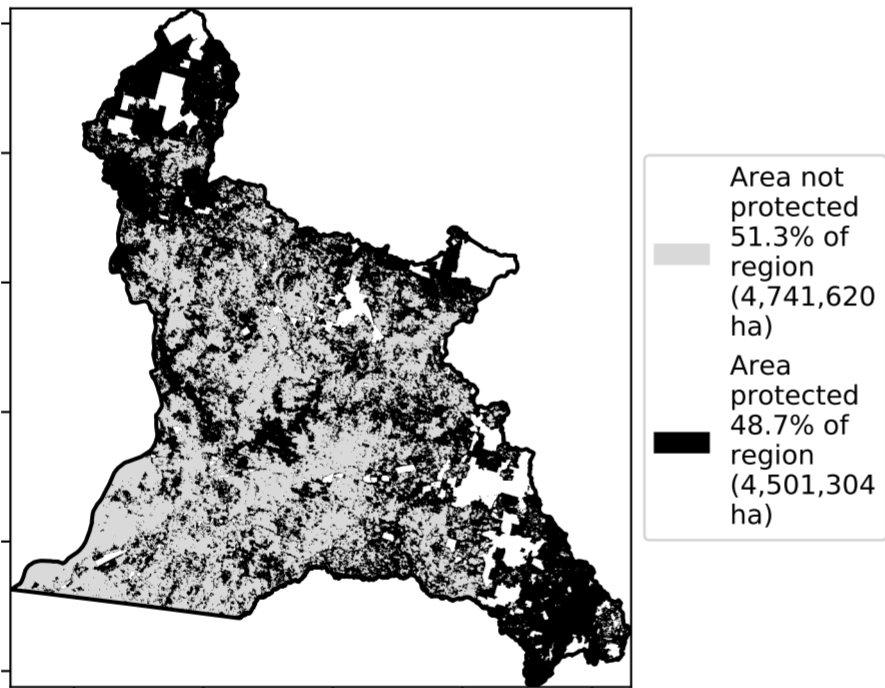 Area not
protected
51.3% of
region
(4,741,620
ha)
Area
protected
48.7% of
region
(4,501,304
ha)